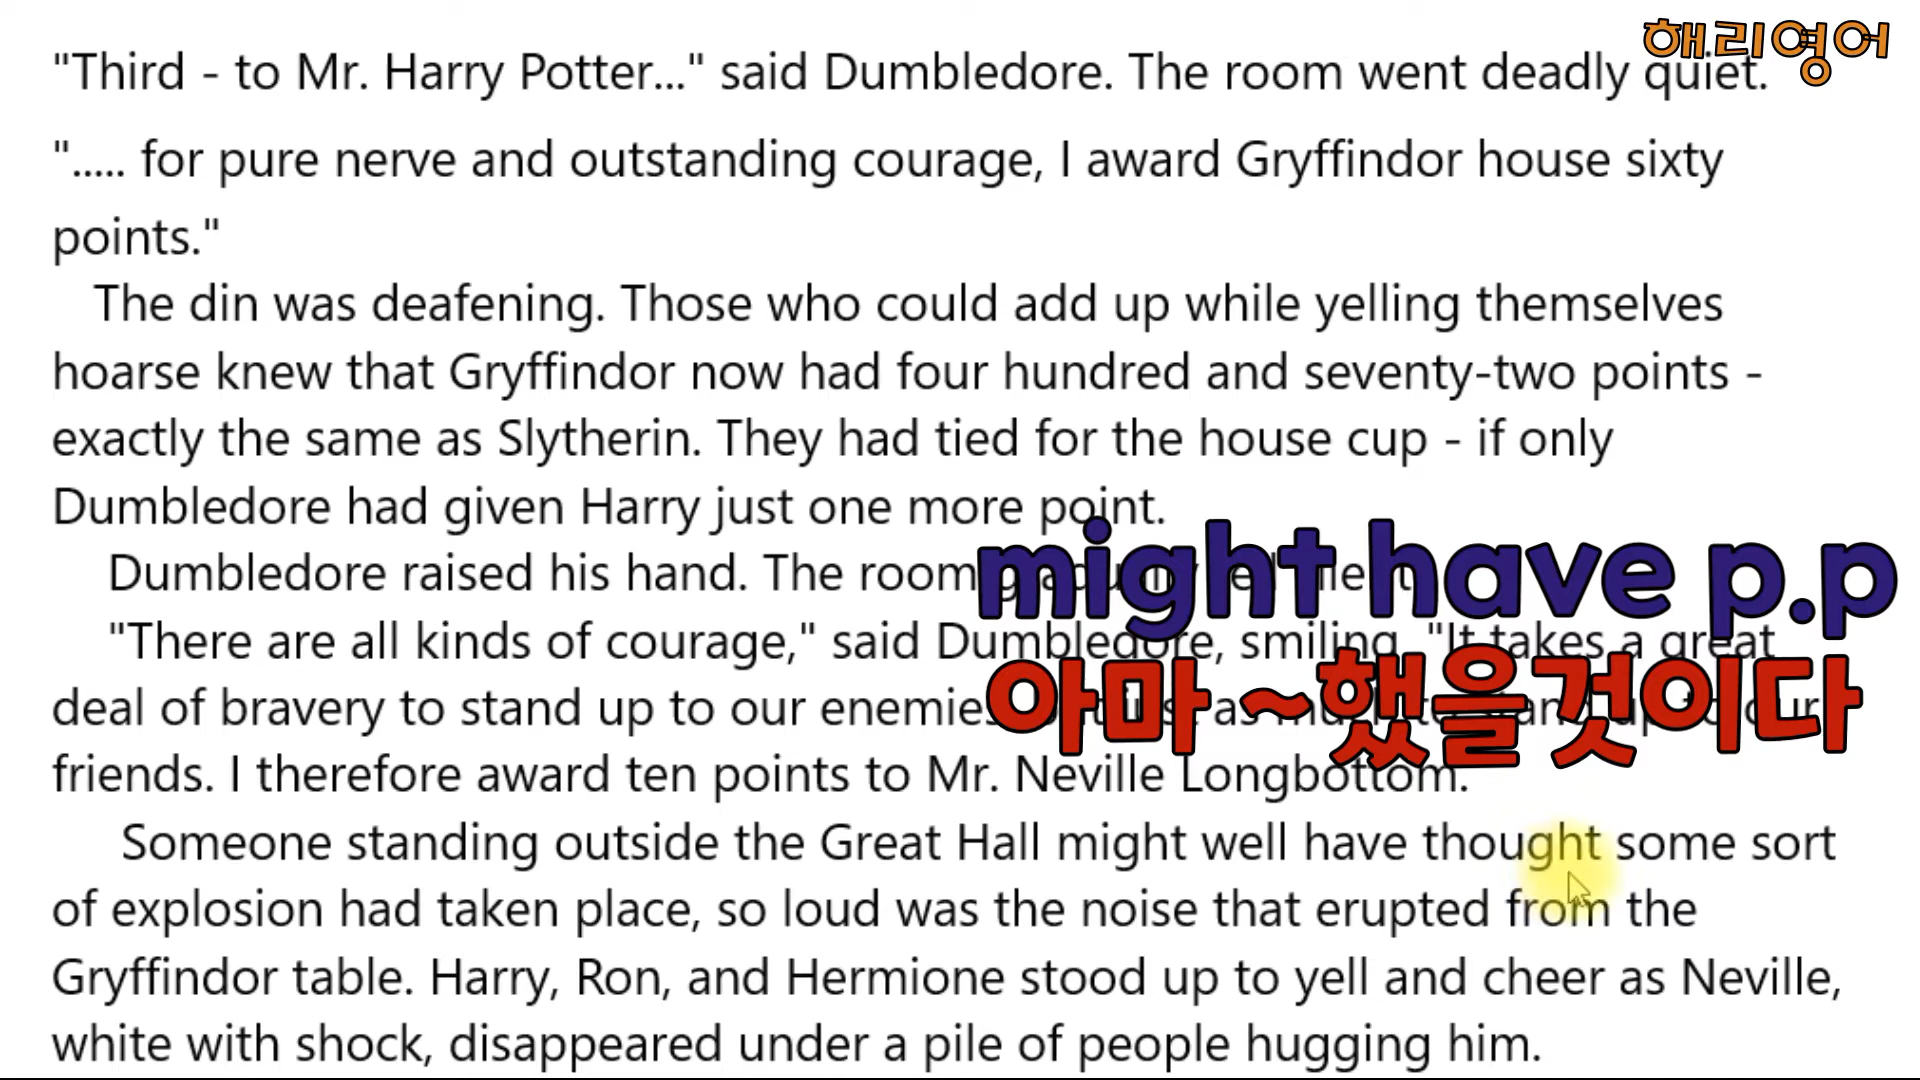 해리영어
"Third - to Mr. Harry Potter..." said Dumbledore. The room went deadly quiet.
"..... for pure nerve and outstanding courage, I award Gryffindor house sixty
points."
The din was deafening. Those who could add up while yelling themselves
hoarse knew that Gryffindor now had four hundred and seventy-two points -
exactly the same as Slytherin. They had tied for the house cup - if only
Dumbledore had given Harry just one more point.
might have p.p
Dumbledore raised his hand. The room
"There are all kinds of courage," said Dumbledore, smiling. "It takes a great
아마 ~했을것이다
deal of bravery to stand up to our enemies
friends. I therefore award ten points to Mr. Neville Longbottom."
Someone standing outside the Great Hall might well have thought some sort
of explosion had taken place, so loud was the noise that erupted from the
Gryffindor table. Harry, Ron, and Hermione stood up to yell and cheer as Neville,
white with shock, disappeared under a pile of people hugging him.